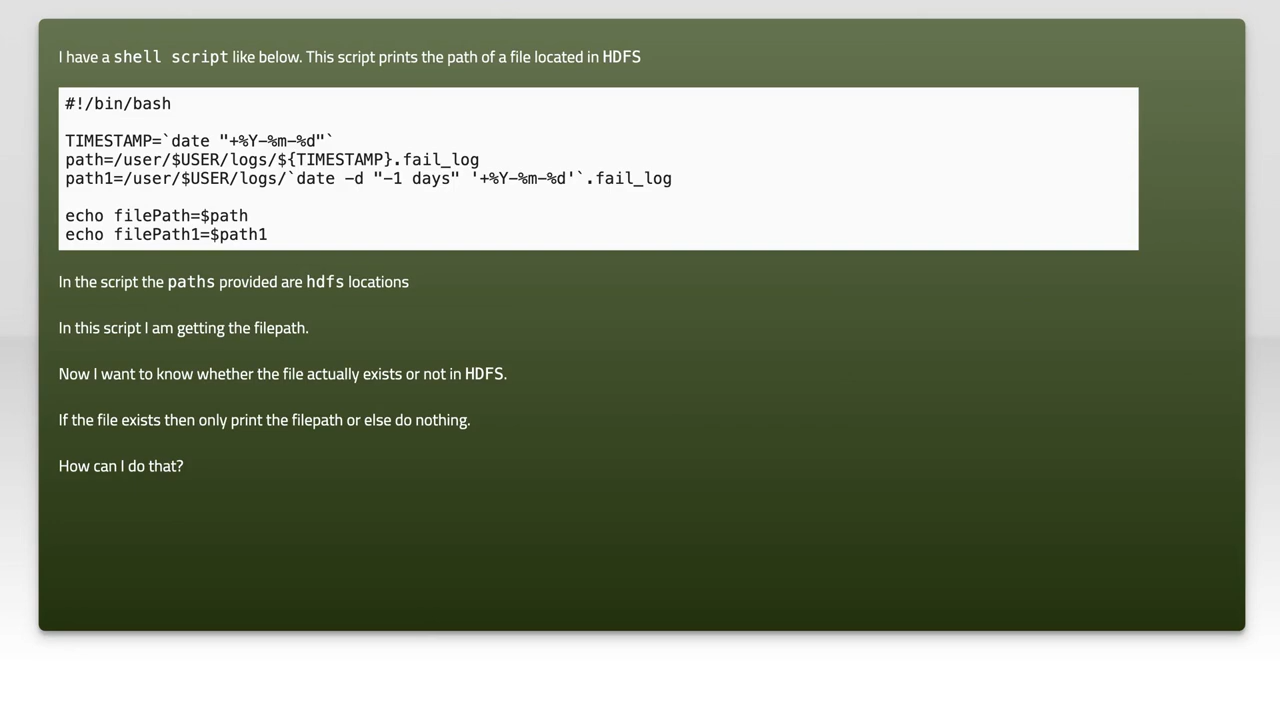 I have a shell script like below. This script prints the path of a file located in HDFS
#!/bin/bash
TIMESTAMP=`date "+%Y-%m-%d"`
path=/user/$USER/logs/${TIMESTAMP}.fail_log
path1=/user/$USER/logs/`date -d "-1 days" '+%Y-%m-%d'`.fail_log
echo filePath=$path
echo filePath1=$path1
In the script the paths provided are hdfs locations
In this script I am getting the filepath.
Now I want to know whether the file actually exists or not in HDFS.
If the file exists then only print the filepath or else do nothing.
How can I do that?